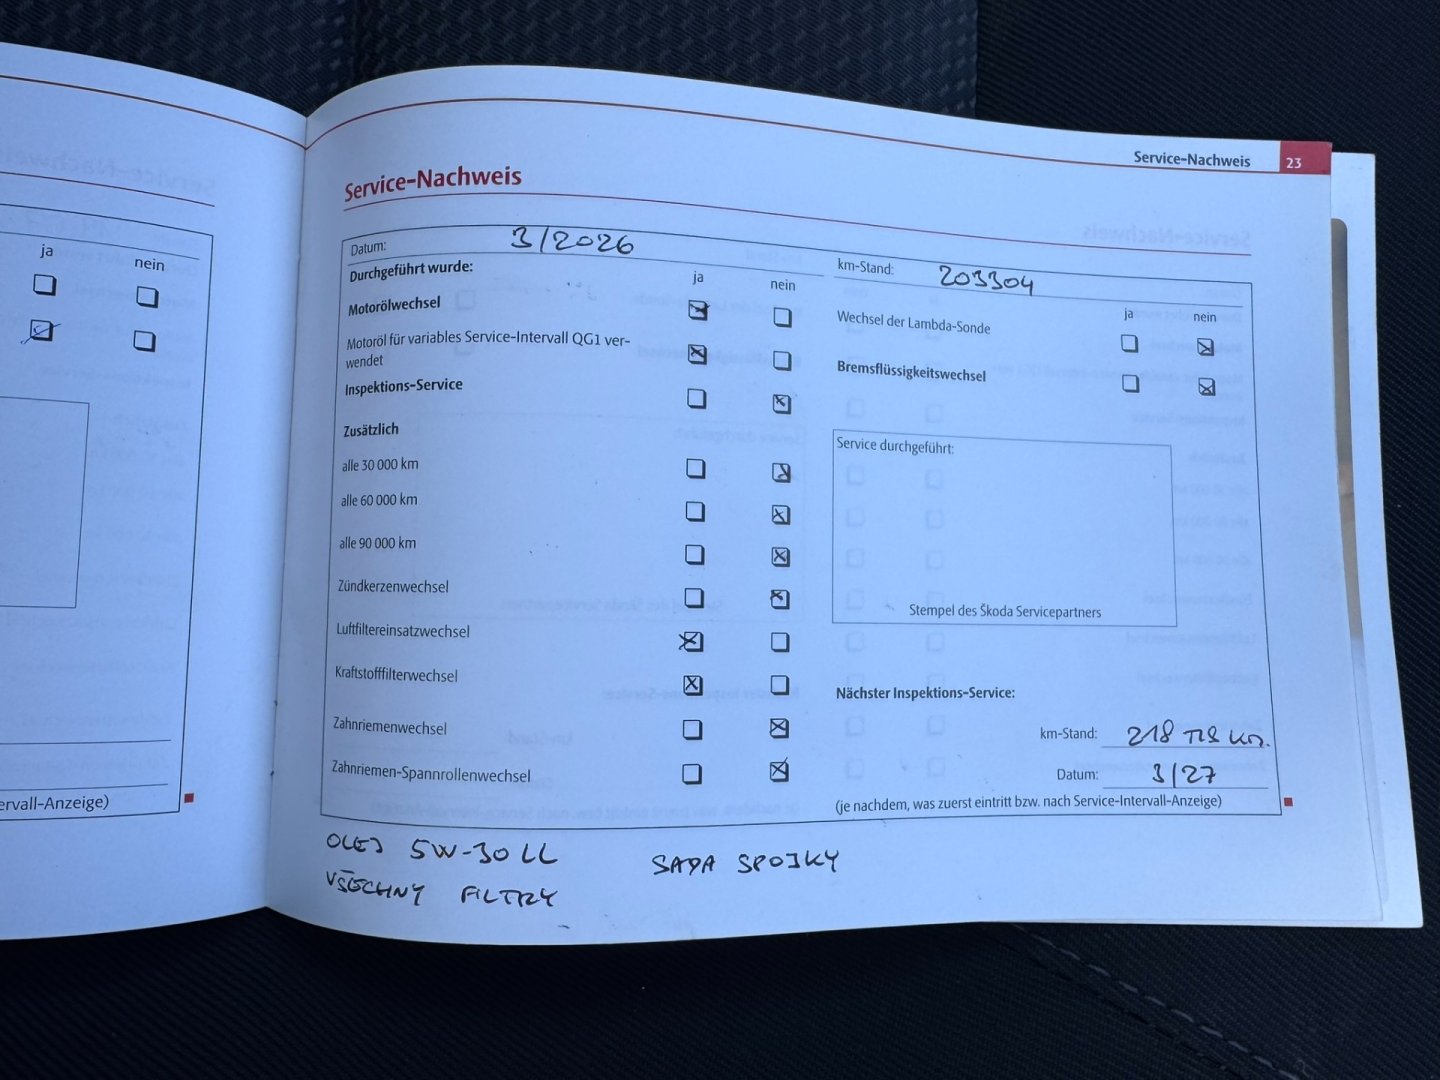 ja
nein
ervall-Anzeige)
Service-Nachweis 23
Service-Nachweis
Datum: 3/2026
km-Stand: 203304
Durchgeführt wurde:
ja nein
ja nein
Motorölwechsel
Motoröl für variables Service-Intervall QG1 ver-
wendet
Inspektions-Service
Zusätzlich
alle 30 000 km
alle 60 000 km
alle 90 000 km
Zündkerzenwechsel
Luftfiltereinsatzwechsel
Kraftstofffilterwechsel
Zahnriemenwechsel
Zahnriemen-Spannrollenwechsel
Wechsel der Lambda-Sonde
Bremsflüssigkeitswechsel
Service durchgeführt:
Stempel des Škoda Servicepartners
Nächster Inspektions-Service:
km-Stand: 218 TIS km.
Datum: 3/27
(je nachdem, was zuerst eintritt bzw. nach Service-Intervall-Anzeige)
OLEJ 5W-30 LL
VŠECHNY FILTRY
SADA SPOJKY